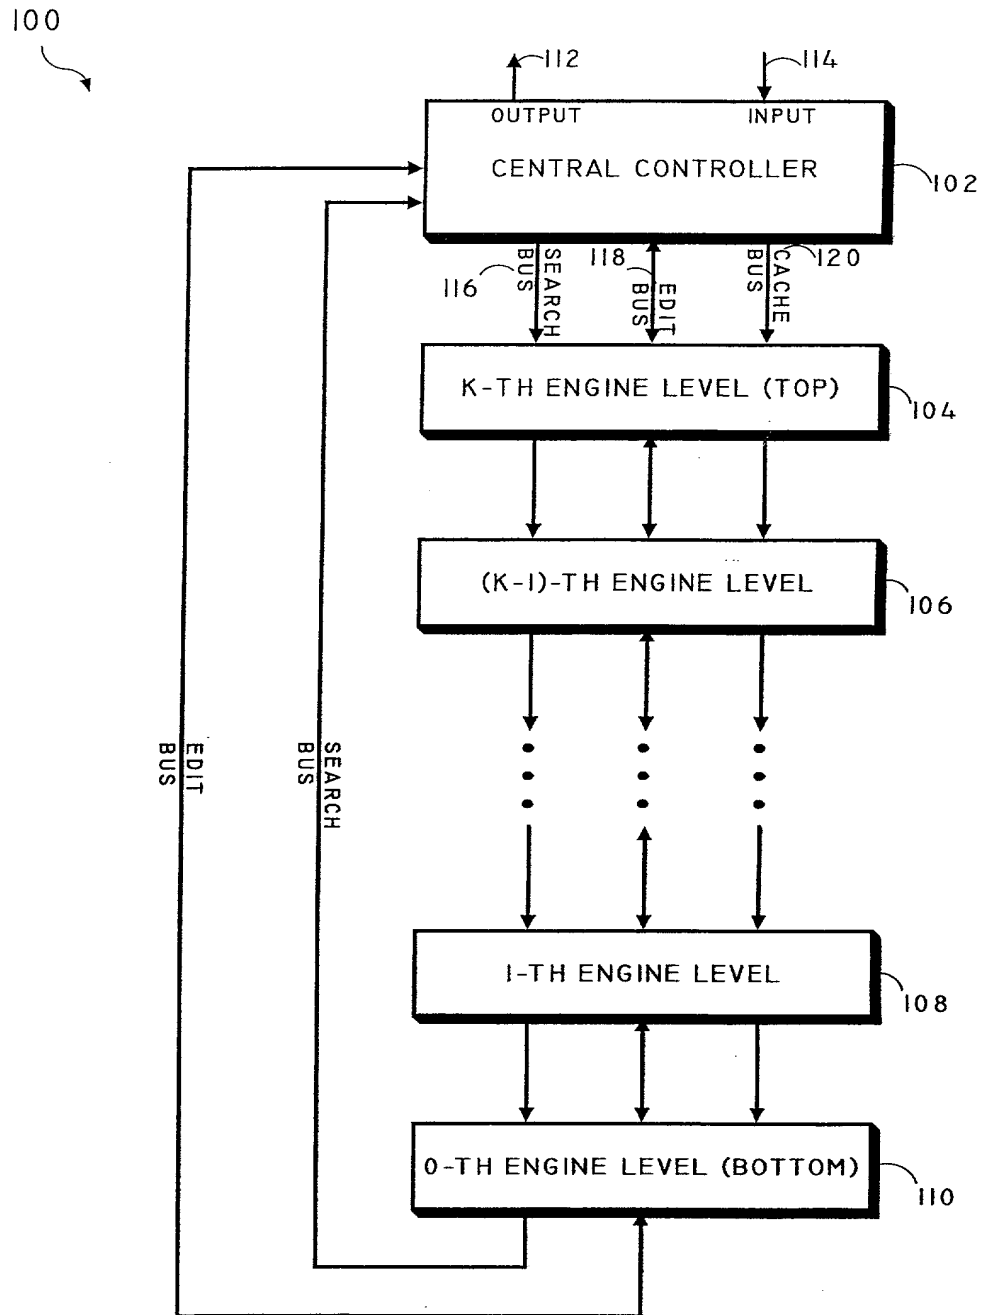 100
112
114
OUTPUT
INPUT
CENTRAL CONTROLLER
102
116
SEARCH
BUS
118
EDIT
BUS
CACHE
BUS
120
K-TH ENGINE LEVEL (TOP)
104
(K-1)-TH ENGINE LEVEL
106
EDIT
BUS
SEARCH
BUS
1-TH ENGINE LEVEL
108
0-TH ENGINE LEVEL (BOTTOM)
110